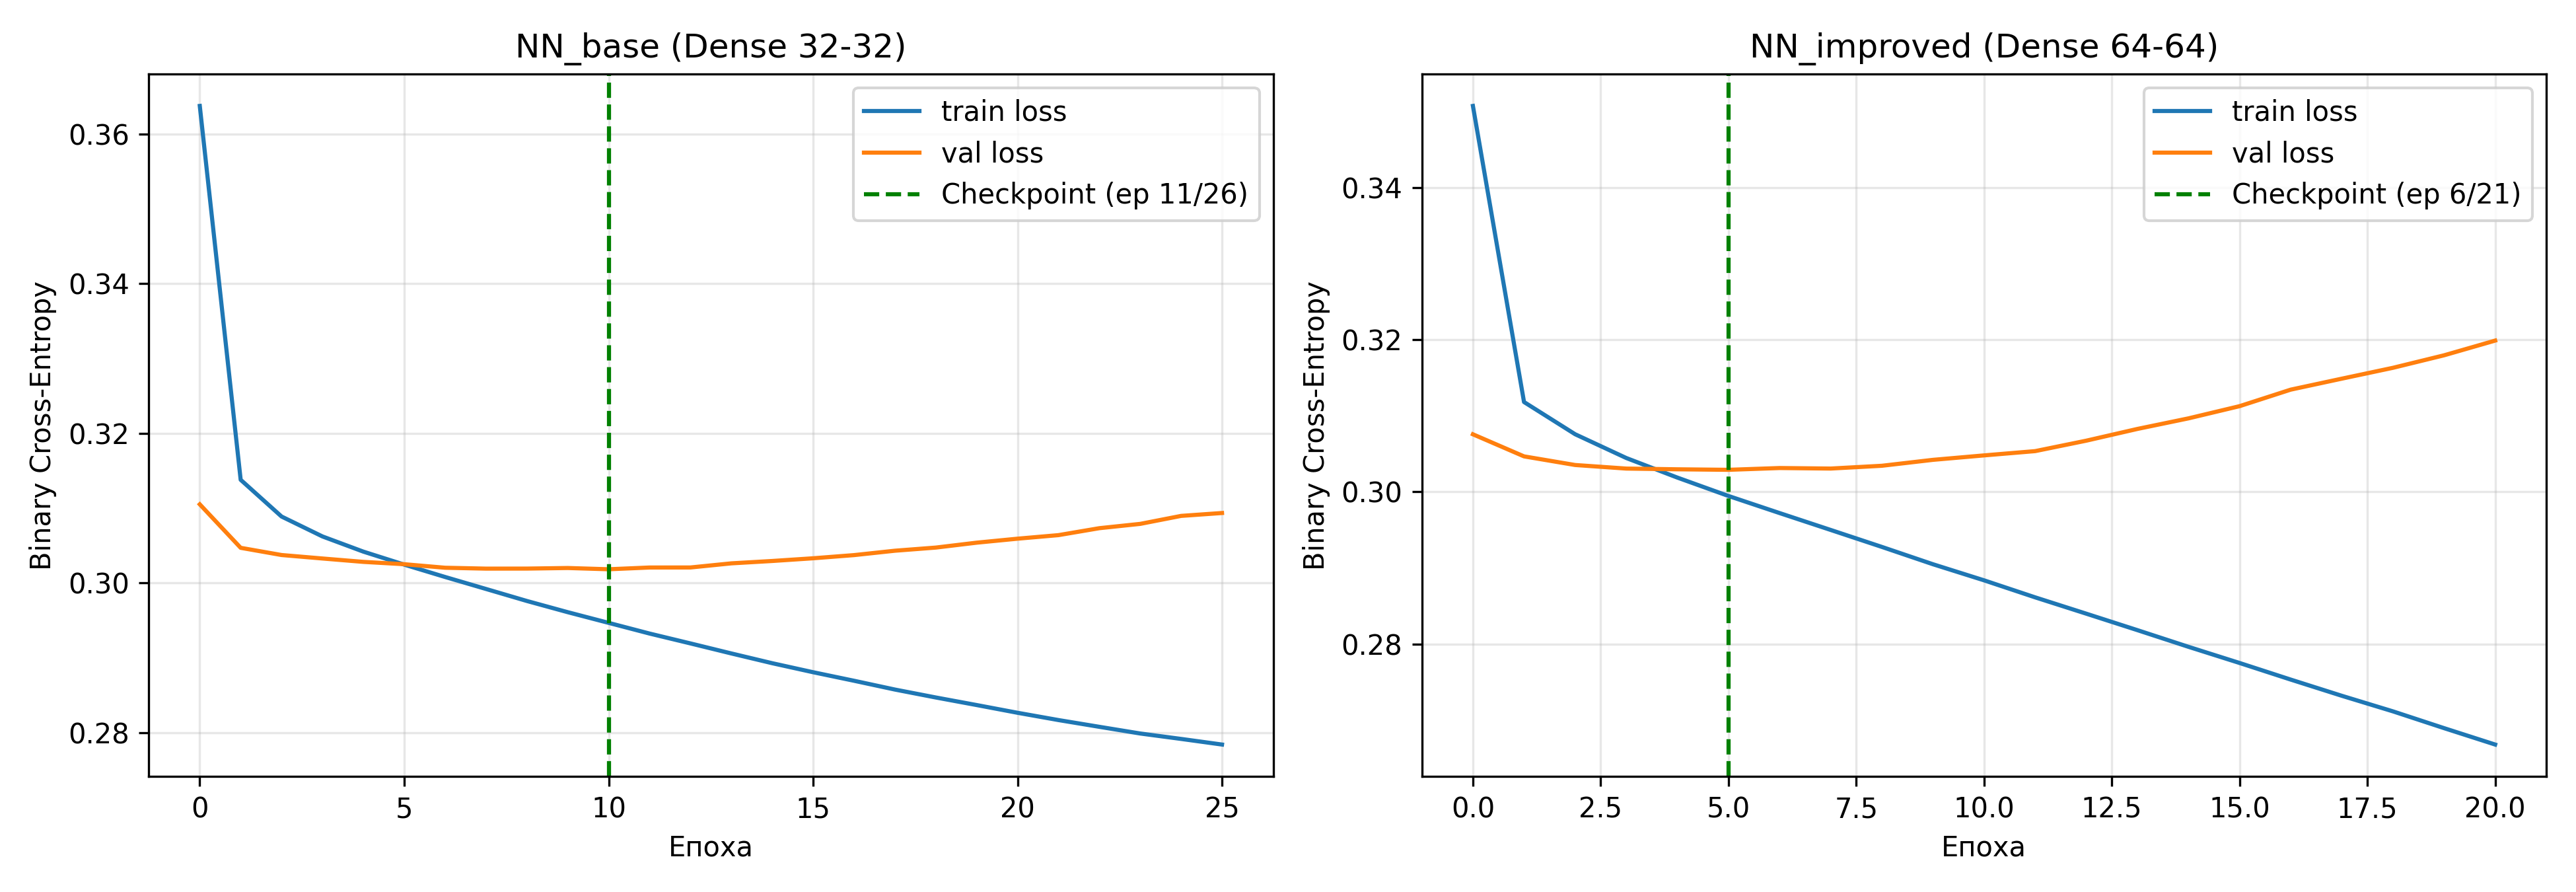 NN_base (Dense 32-32)
Binary Cross-Entropy
0.36
0.34
0.32
0.30
0.28
train loss
val loss
Checkpoint (ep 11/26)
0 5 10 15 20 25
Епоха
NN_improved (Dense 64-64)
Binary Cross-Entropy
0.34
0.32
0.30
0.28
train loss
val loss
Checkpoint (ep 6/21)
0.0 2.5 5.0 7.5 10.0 12.5 15.0 17.5 20.0
Епоха